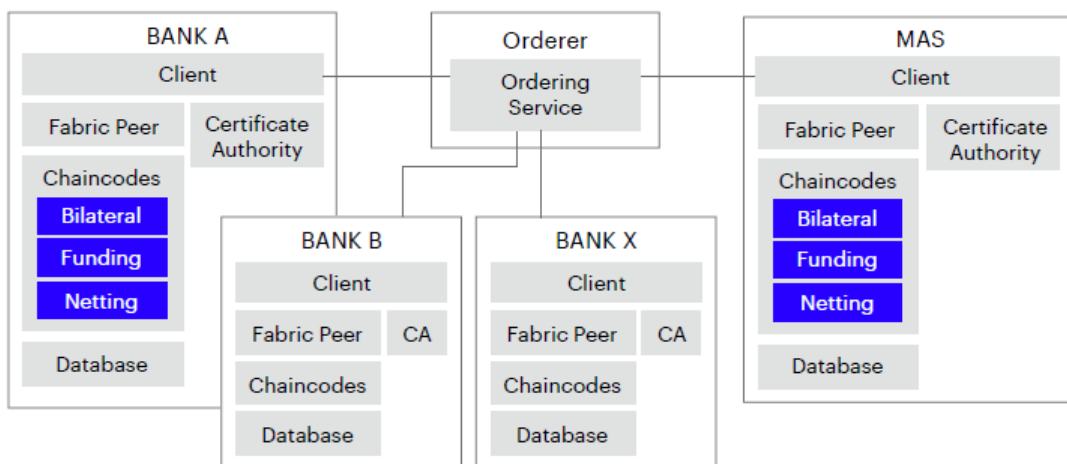 BANK A
Client
Fabric Peer
Certificate
Authority
Chaincodes
Bilateral
Funding
Netting
Database
Orderer
Ordering
Service
MAS
Client
Fabric Peer
Certificate
Authority
Chaincodes
Bilateral
Funding
Netting
Database
BANK B
Client
Fabric Peer
CA
Chaincodes
Database
BANK X
Client
Fabric Peer
CA
Chaincodes
Database